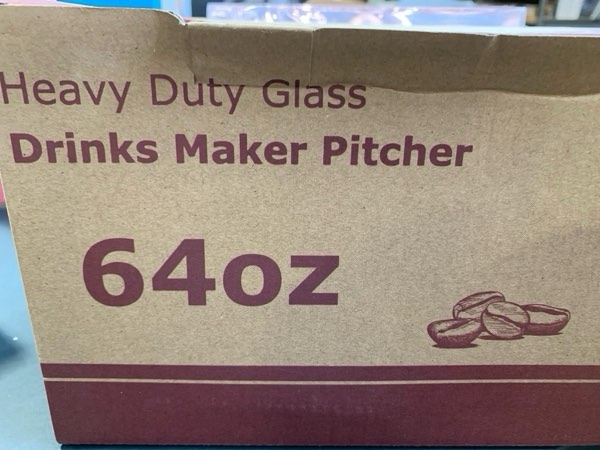 Heavy Duty Glass
Drinks Maker Pitcher
64oz